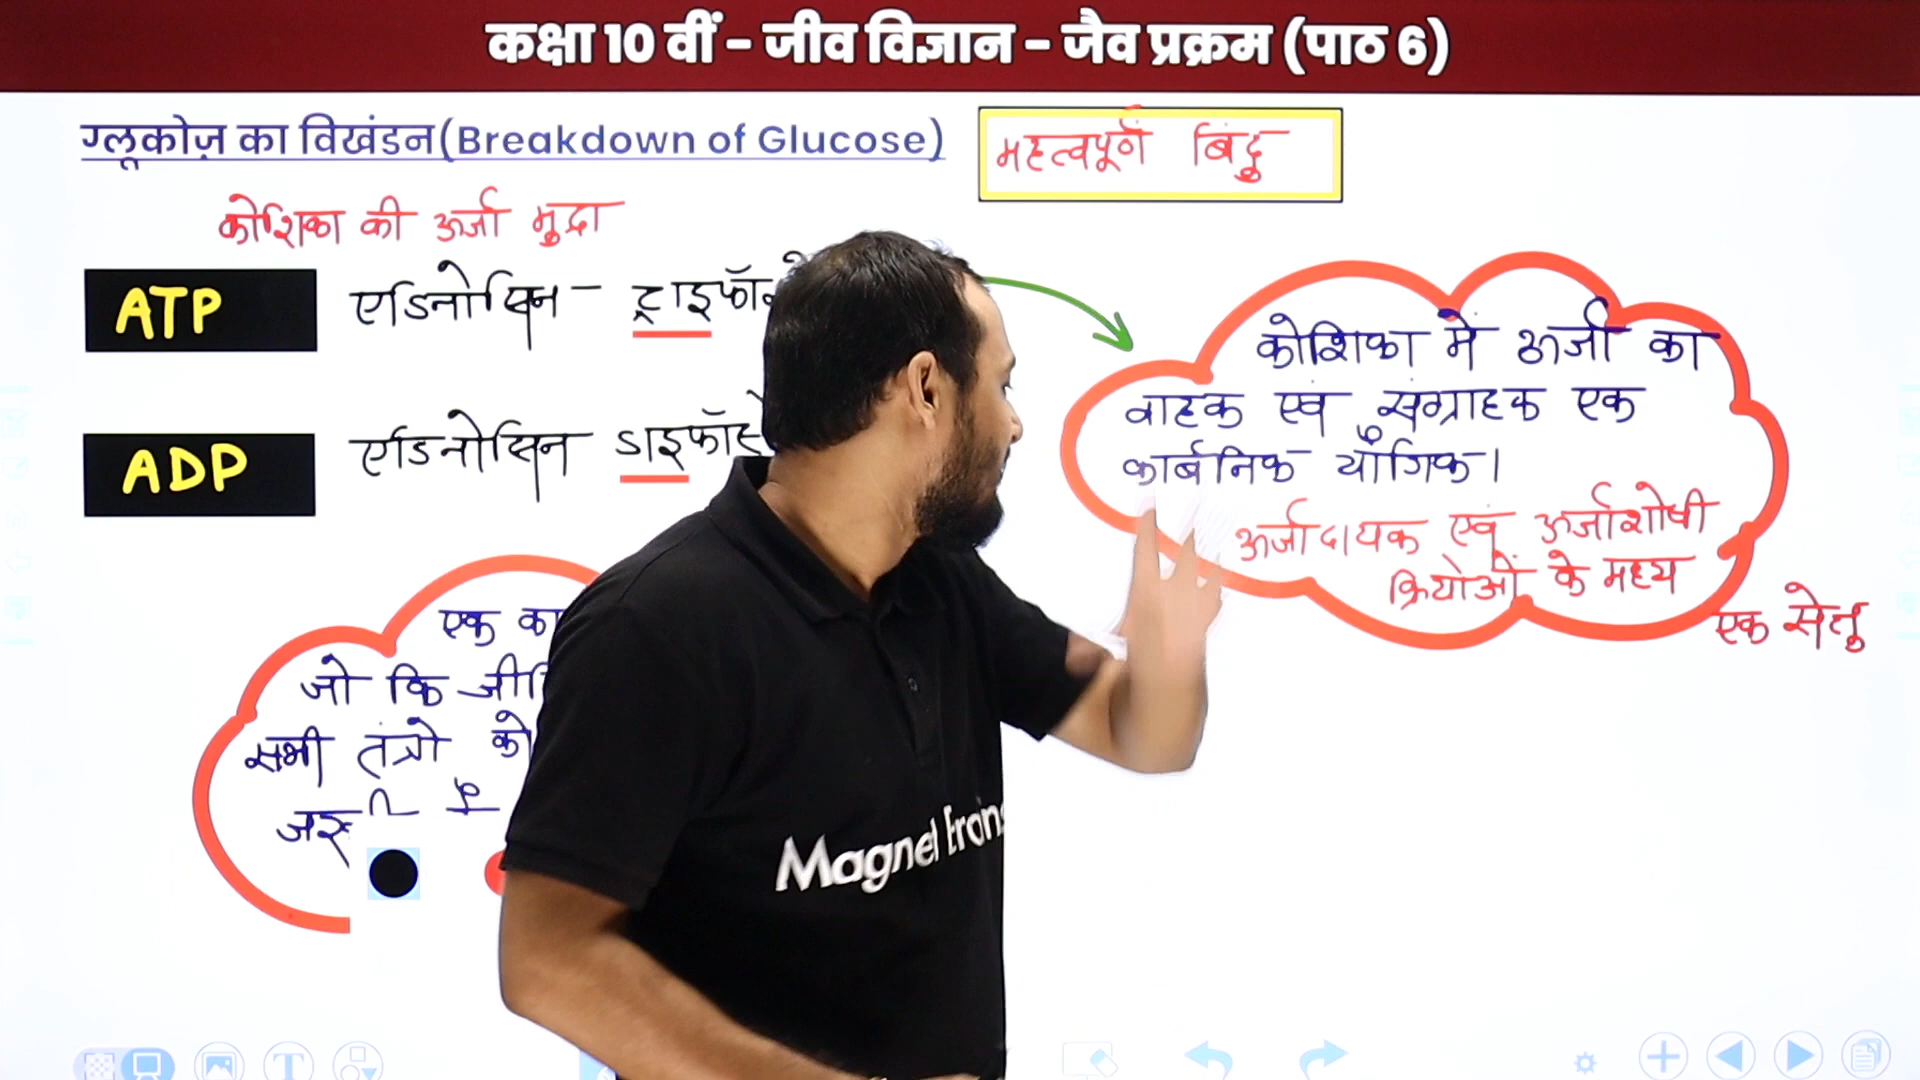 कक्षा 10 वीं - जीव विज्ञान - जैव प्रक्रम (पाठ 6)
ग्लूकोज़ का विखंडन(Breakdown of Glucose)
महत्वपूर्ण बिंदु
कोशिका की ऊर्जा मुद्रा
ATP एडिनोसिन - ट्राइफॉ
ADP एडिनोसिन डाइफॉस्
कोशिका में ऊर्जा का
वाहक एवं संग्राहक एक
कार्बनिक यौगिक।
ऊर्जादायक एवं ऊर्जाशोषी
क्रियाओं के मध्य
एक सेतु
एक का
जो कि
सभी तंत्रो को
Magnet